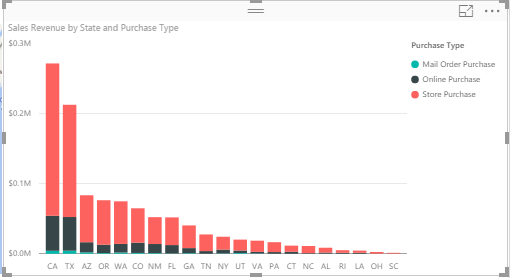 Sales Revenue by State and Purchase Type
$0.3M
$0.2M
$0.1M
$0.0M
CA TX AZ OR WA CO NM FL GA TN NY UT VA PA CT NC AL RI LA OH SC
Purchase Type
Mail Order Purchase
Online Purchase
Store Purchase